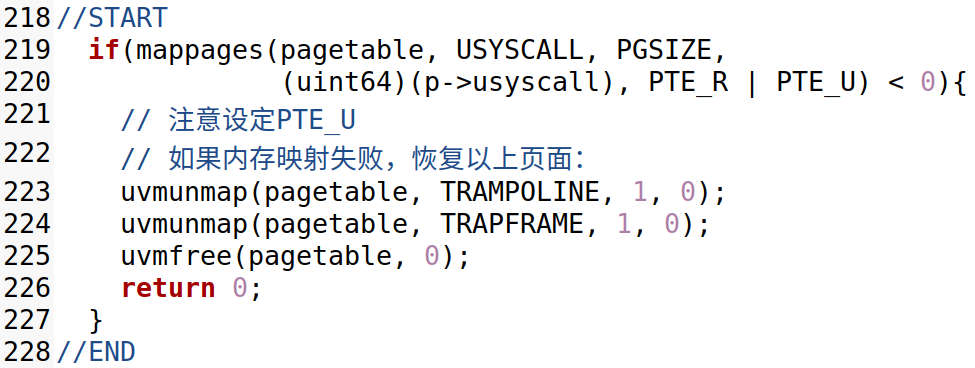 218 //START
219   if(mappages(pagetable, USYSCALL, PGSIZE,
220               (uint64)(p->usyscall), PTE_R | PTE_U) < 0){
221     // 注意设定PTE_U
222     // 如果内存映射失败，恢复以上页面：
223     uvmunmap(pagetable, TRAMPOLINE, 1, 0);
224     uvmunmap(pagetable, TRAPFRAME, 1, 0);
225     uvmfree(pagetable, 0);
226     return 0;
227   }
228 //END